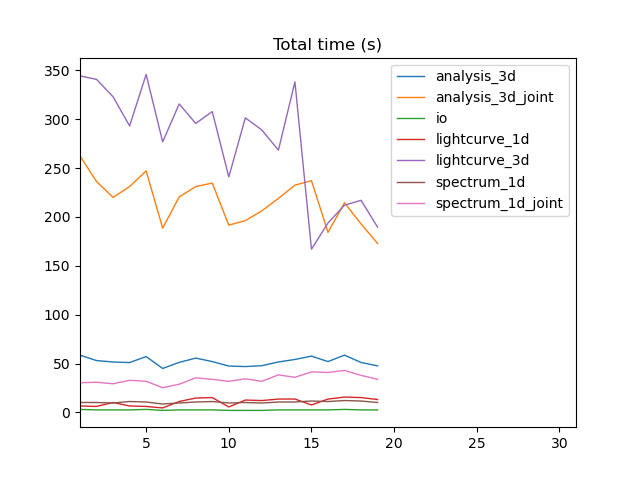 Total time (s)
350
300
250
200
150
100
50
0
5
10
15
20
25
30
analysis_3d
analysis_3d_joint
io
lightcurve_1d
lightcurve_3d
spectrum_1d
spectrum_1d_joint